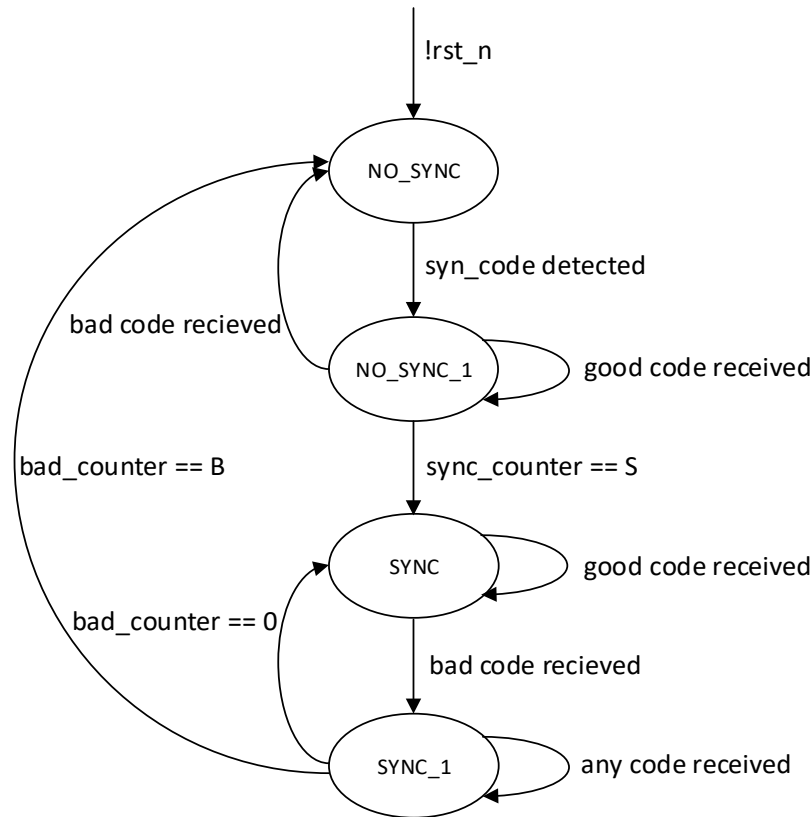 !rst_n
NO_SYNC
syn_code detected
bad code recieved
NO_SYNC_1
good code received
bad_counter == B
sync_counter == S
SYNC
good code received
bad_counter == 0
bad code recieved
SYNC_1
any code received